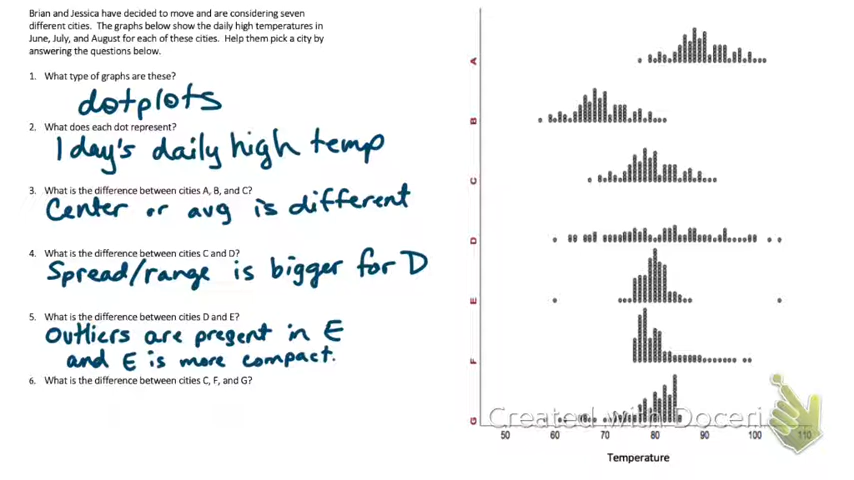 Brian and Jessica have decided to move and are considering seven
different cities. The graphs below show the daily high temperatures in
June, July, and August for each of these cities. Help them pick a city by
answering the questions below.
1. What type of graphs are these?
dotplots
2. What does each dot represent?
1 day's daily high temp
3. What is the difference between cities A, B, and C?
Center or avg is different
4. What is the difference between cities C and D?
Spread/range is bigger for D
5. What is the difference between cities D and E?
Outliers are present in E
and E is more compact.
6. What is the difference between cities C, F, and G?
A
B
C
D
E
F
G
Created with Doceri
50 60 70 80 90 100 110
Temperature